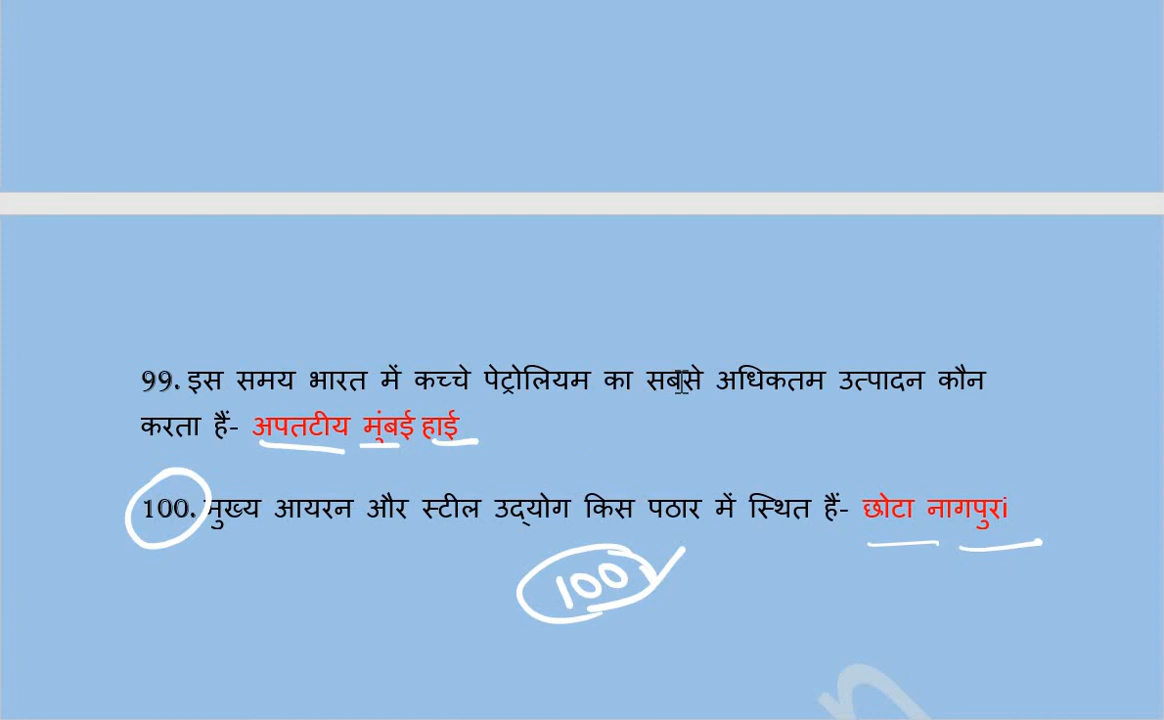 99. इस समय भारत में कच्चे पेट्रोलियम का सबसे अधिकतम उत्पादन कौन
करता हैं- अपतटीय मुंबई हाई
100. मुख्य आयरन और स्टील उद्योग किस पठार में स्थित हैं- छोटा नागपुरi
100